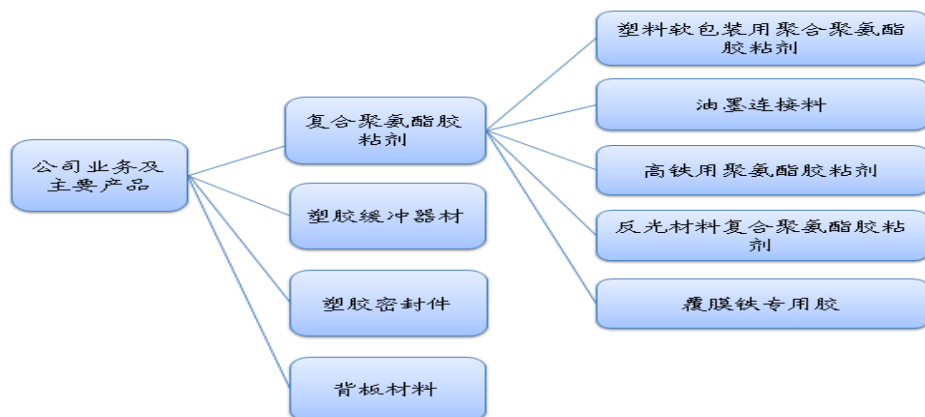 公司业务及
主要产品
复合聚氨酯胶
粘剂
塑胶缓冲器材
塑胶密封件
背板材料
塑料软包装用聚合聚氨酯
胶粘剂
油墨连接料
高铁用聚氨酯胶粘剂
反光材料复合聚氨酯胶粘
剂
覆膜铁专用胶